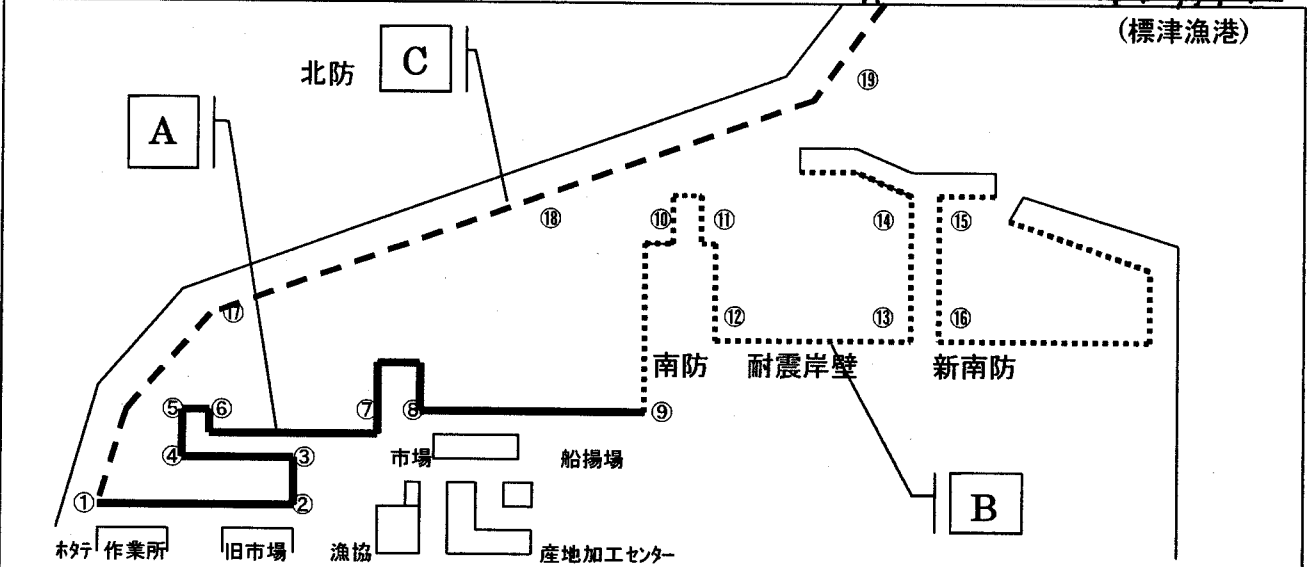 (標津漁港)
北防
C
A
⑲
⑱
⑩
⑪
⑭
⑮
⑰
⑫
⑬
⑯
南防
耐震岸壁
新南防
⑤
⑥
⑦
⑧
⑨
④
③
市場
船揚場
①
②
B
ホタテ
作業所
旧市場
漁協
産地加工センター